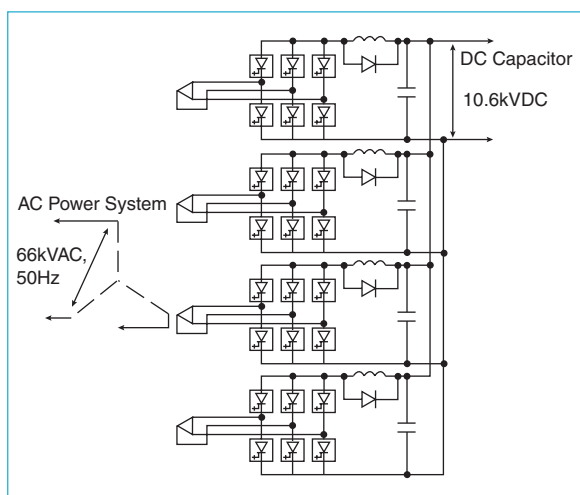 DC Capacitor
10.6kVDC
AC Power System
66kVAC,
50Hz